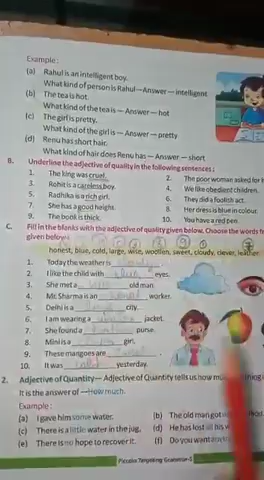 Example :
(a) Rahul is an intelligent boy.
What kind of person is Rahul — Answer — intelligent
(b) The tea is hot.
What kind of the tea is — Answer — hot
(c) The girl is pretty.
What kind of the girl is — Answer — pretty
(d) Renu has short hair.
What kind of hair does Renu has — Answer — short
B. Underline the adjective of quality in the following sentences :
1. The king was cruel.
2. The poor woman asked for
3. Rohit is a careless boy.
4. We like obedient children.
5. Radhika is a rich girl.
6. They did a foolish act.
7. She has a good height.
8. Her dress is blue in colour.
9. The book is thick.
10. You have a red pen.
C. Fill in the blanks with the adjective of quality given below. Choose the words
given below :
honest, blue, cold, large, wise, woollen, sweet, cloudy, clever, leather
1. Today the weather is
2. I like the child with blue eyes.
3. She met a old man.
4. Mr. Sharma is an honest worker.
5. Delhi is a city.
6. I am wearing a jacket.
7. She found a purse.
8. Mini is a girl.
9. These mangoes are
10. It was cold yesterday.
2. Adjective of Quantity — Adjective of Quantity tells us how
It is the answer of — How much.
Example :
(a) I gave him some water.
(b) The old man got
(c) There is a little water in the jug.
(d) He has lost all his
(e) There is no hope to recover it.
(f) Do you want
Grammar-4